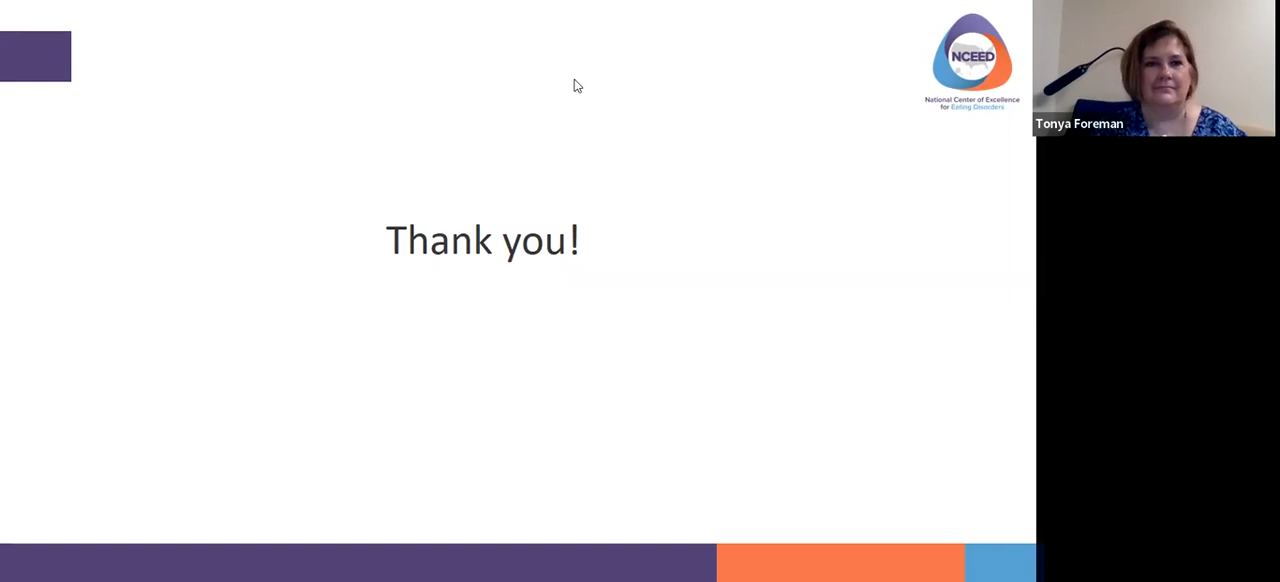 NCEED
National Center of Excellence
for Eating Disorders
Tonya Foreman
Thank you!